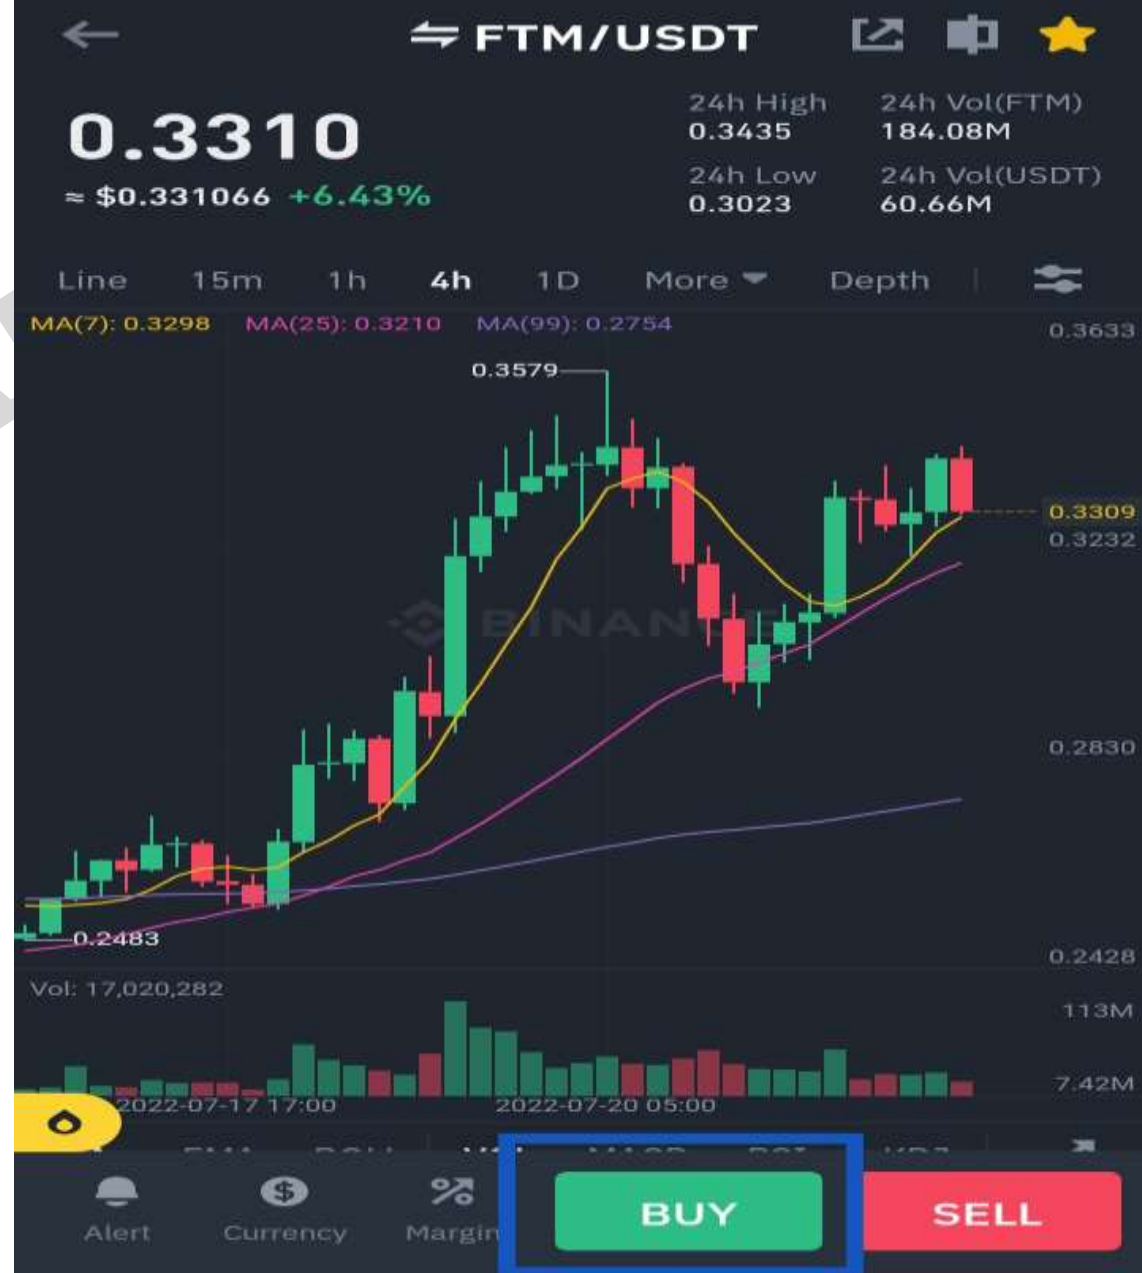 FTM/USDT
0.3310
≈ $0.331066 +6.43%
24h High
0.3435
24h Vol(FTM)
184.08M
24h Low
0.3023
24h Vol(USDT)
60.66M
Line 15m 1h 4h 1D More Depth
MA(7): 0.3298 MA(25): 0.3210 MA(99): 0.2754
0.3633
0.3579
0.3309
0.3232
BINANCE
0.2830
0.2483
0.2428
Vol: 17,020,282
113M
7.42M
2022-07-17 17:00 2022-07-20 05:00
Alert Currency Margin BUY SELL